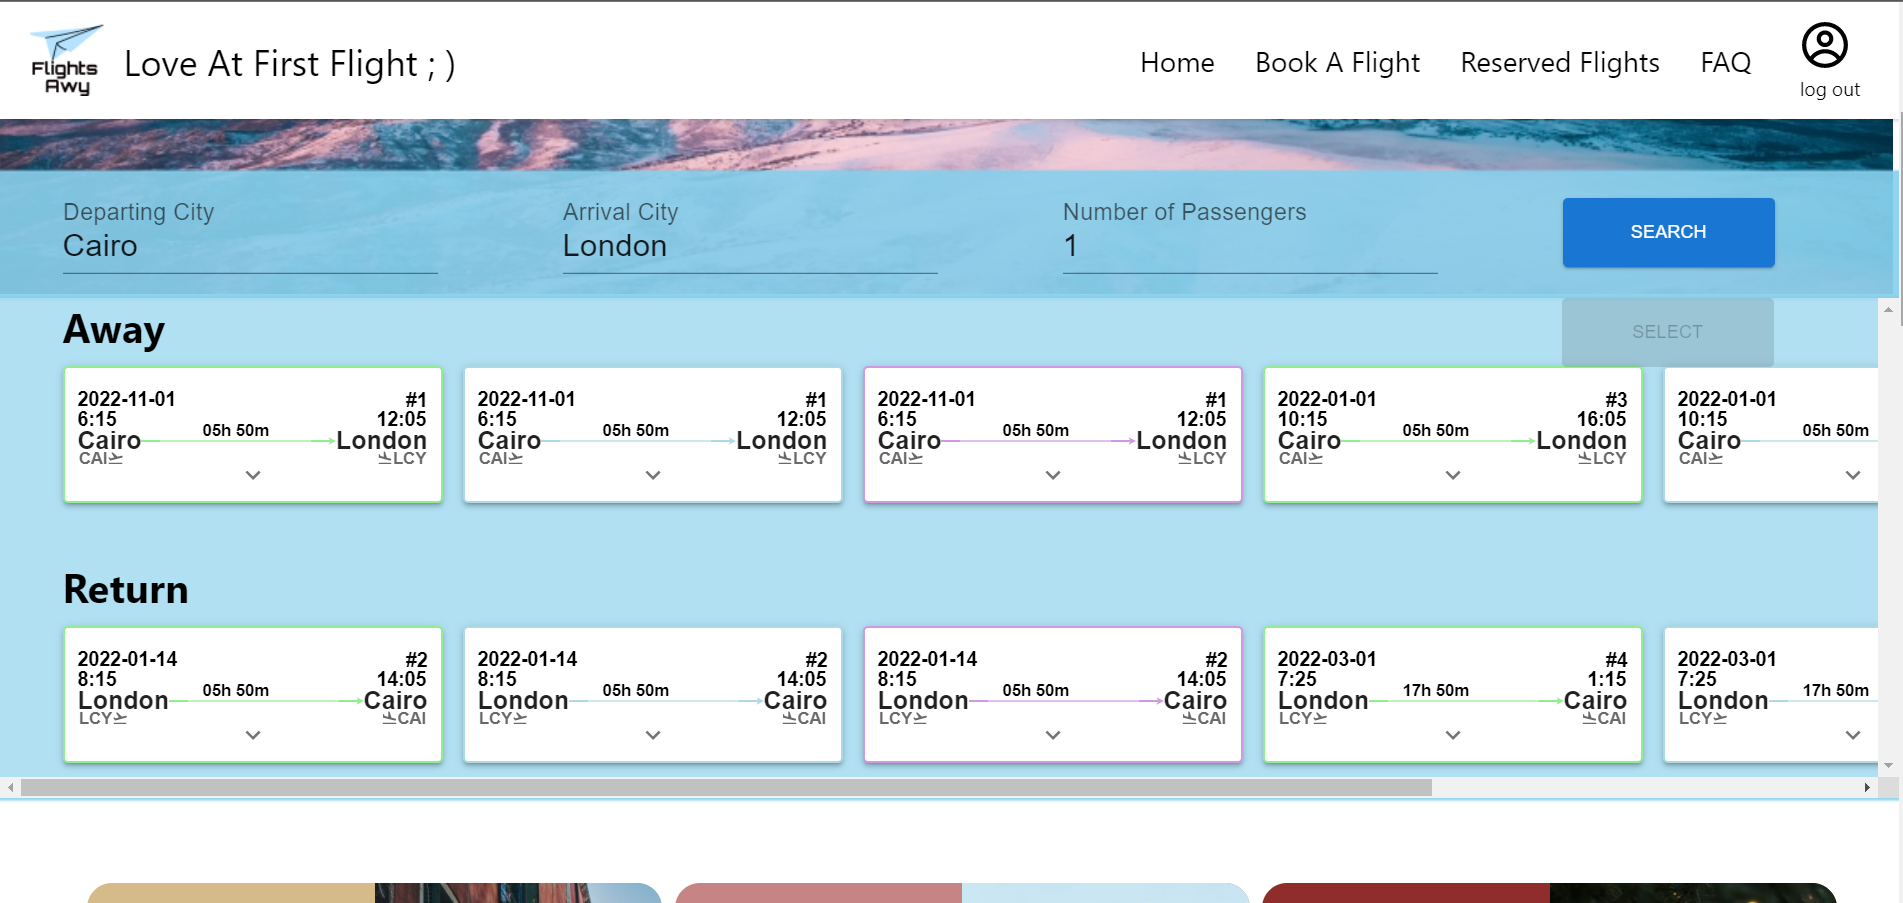 Flights
Awy
Love At First Flight ; )
Home Book A Flight Reserved Flights FAQ
log out
Departing City
Cairo
Arrival City
London
Number of Passengers
1
SEARCH
Away
SELECT
2022-11-01 #1
6:15 12:05
Cairo 05h 50m London
CAI LCY
2022-11-01 #1
6:15 12:05
Cairo 05h 50m London
CAI LCY
2022-11-01 #1
6:15 12:05
Cairo 05h 50m London
CAI LCY
2022-01-01 #3
10:15 16:05
Cairo 05h 50m London
CAI LCY
2022-01-01
10:15
Cairo 05h 50m
CAI
Return
2022-01-14 #2
8:15 14:05
London 05h 50m Cairo
LCY CAI
2022-01-14 #2
8:15 14:05
London 05h 50m Cairo
LCY CAI
2022-01-14 #2
8:15 14:05
London 05h 50m Cairo
LCY CAI
2022-03-01 #4
7:25 1:15
London 17h 50m Cairo
LCY CAI
2022-03-01
7:25
London 17h 50m
LCY